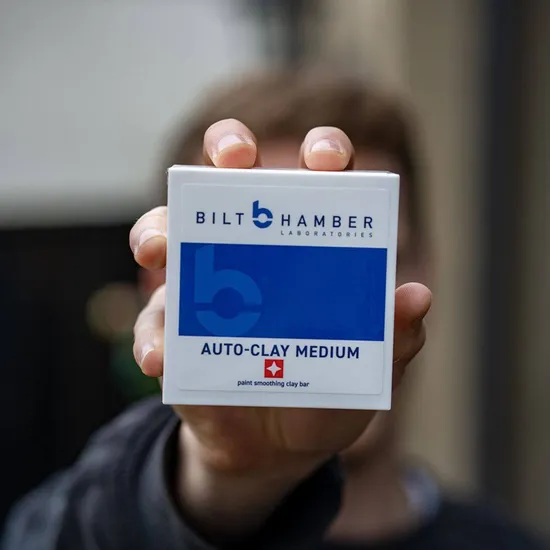 BILT HAMBER
LABORATORIES
AUTO-CLAY MEDIUM
paint smoothing clay bar